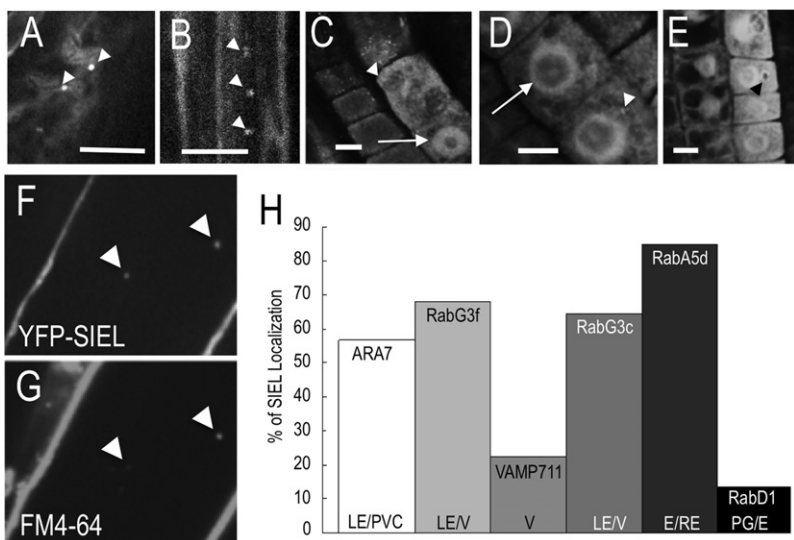 A
B
C
D
E
F
YFP-SIEL
G
FM4-64
H
% of SIEL Localization
90
80
70
60
50
40
30
20
10
0
ARA7
RabG3f
VAMP711
RabG3c
RabA5d
RabD1
LE/PVC
LE/V
V
LE/V
E/RE
PG/E